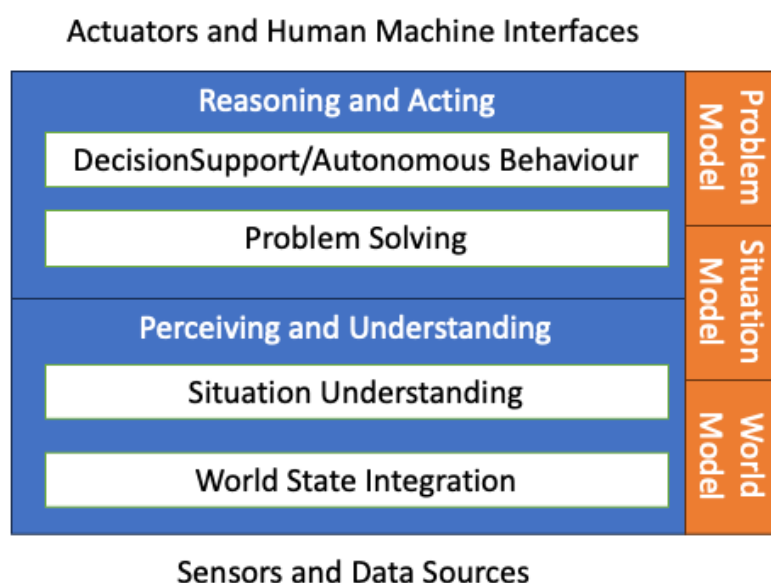 Actuators and Human Machine Interfaces
Reasoning and Acting
DecisionSupport/Autonomous Behaviour
Problem Solving
Perceiving and Understanding
Situation Understanding
World State Integration
Problem
Model
Situation
Model
World
Model
Sensors and Data Sources